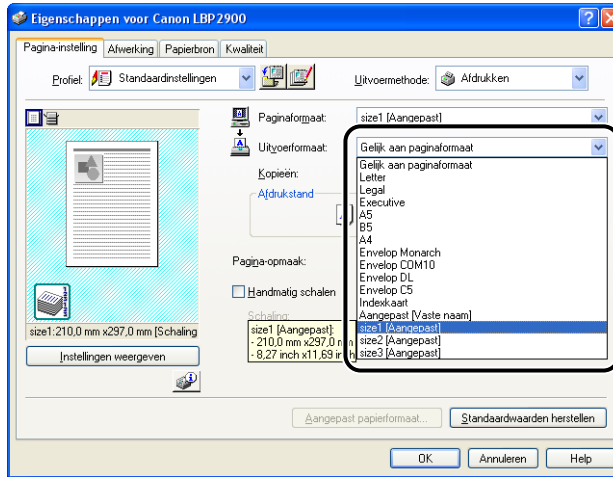 Eigenschappen voor Canon LBP2900
Pagina-instelling Afwerking Papierbron Kwaliteit
Profiel: Standaardinstellingen Uitvoermethode: Afdrukken
Paginaformaat: size1 [Aangepast]
Uitvoerformaat: Gelijk aan paginaformaat
Gelijk aan paginaformaat
Letter
Legal
Executive
A5
B5
A4
Envelop Monarch
Envelop COM10
Envelop DL
Envelop C5
Indexkaart
Aangepast [Vaste naam]
size1 [Aangepast]
size2 [Aangepast]
size3 [Aangepast]
Kopieën:
Afdrukstand
Pagina-opmaak:
Handmatig schalen
Schaling:
size1 [Aangepast]:
- 210,0 mm x297,0 m
- 8,27 inch x11,69 inch
size1:210,0 mm x297,0 mm [Schaling
Instellingen weergeven
Aangepast papierformaat... Standaardwaarden herstellen
OK Annuleren Help